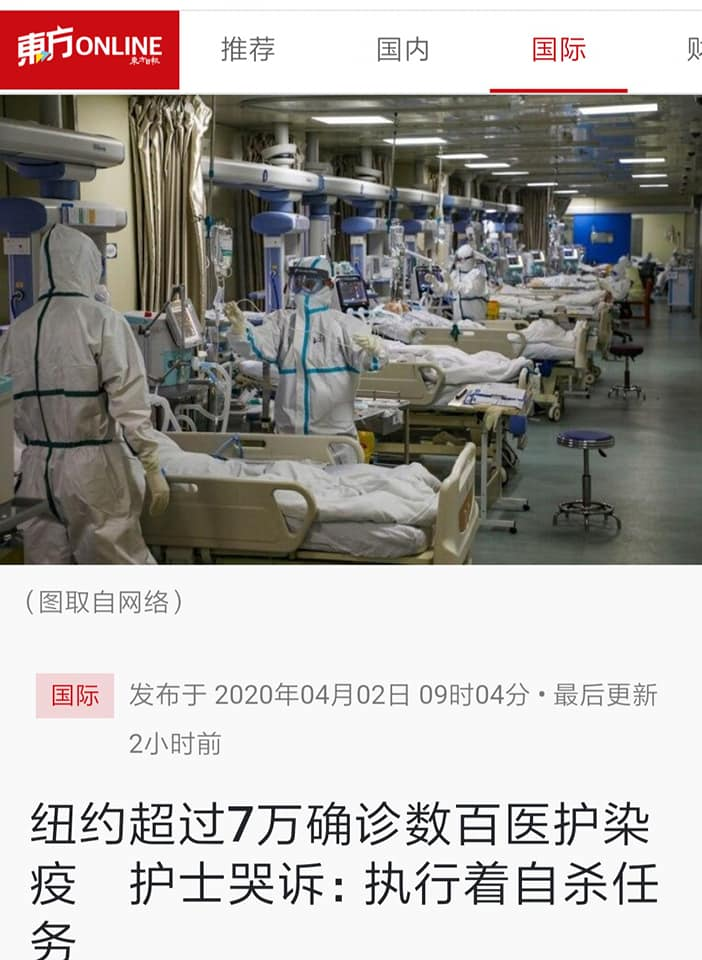 東方ONLINE
東方日报
推荐 国内 国际
（图取自网络）
国际 发布于 2020年04月02日 09时04分 • 最后更新
2小时前
纽约超过7万确诊数百医护染
疫 护士哭诉：执行着自杀任
务